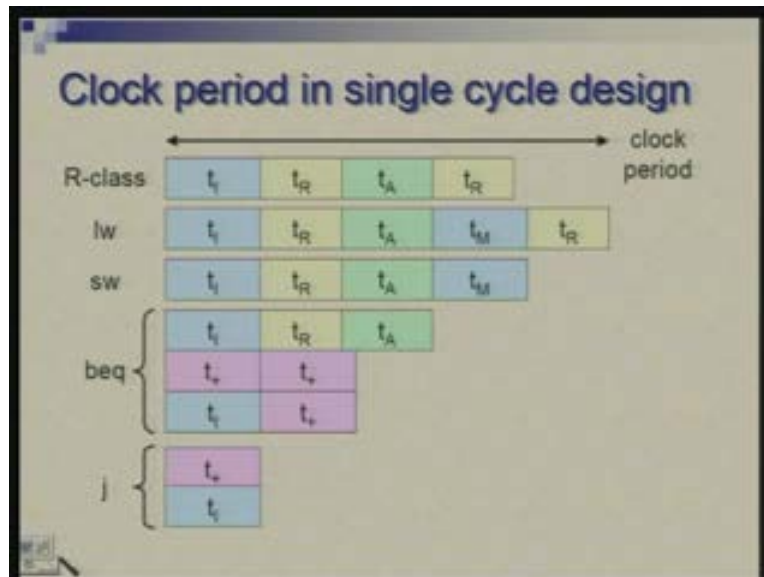 Clock period in single cycle design
clock
period
R-class tI tR tA tR
lw tI tR tA tM tR
sw tI tR tA tM
beq tI tR tA
t+ t+
tI t+
j t+
tI